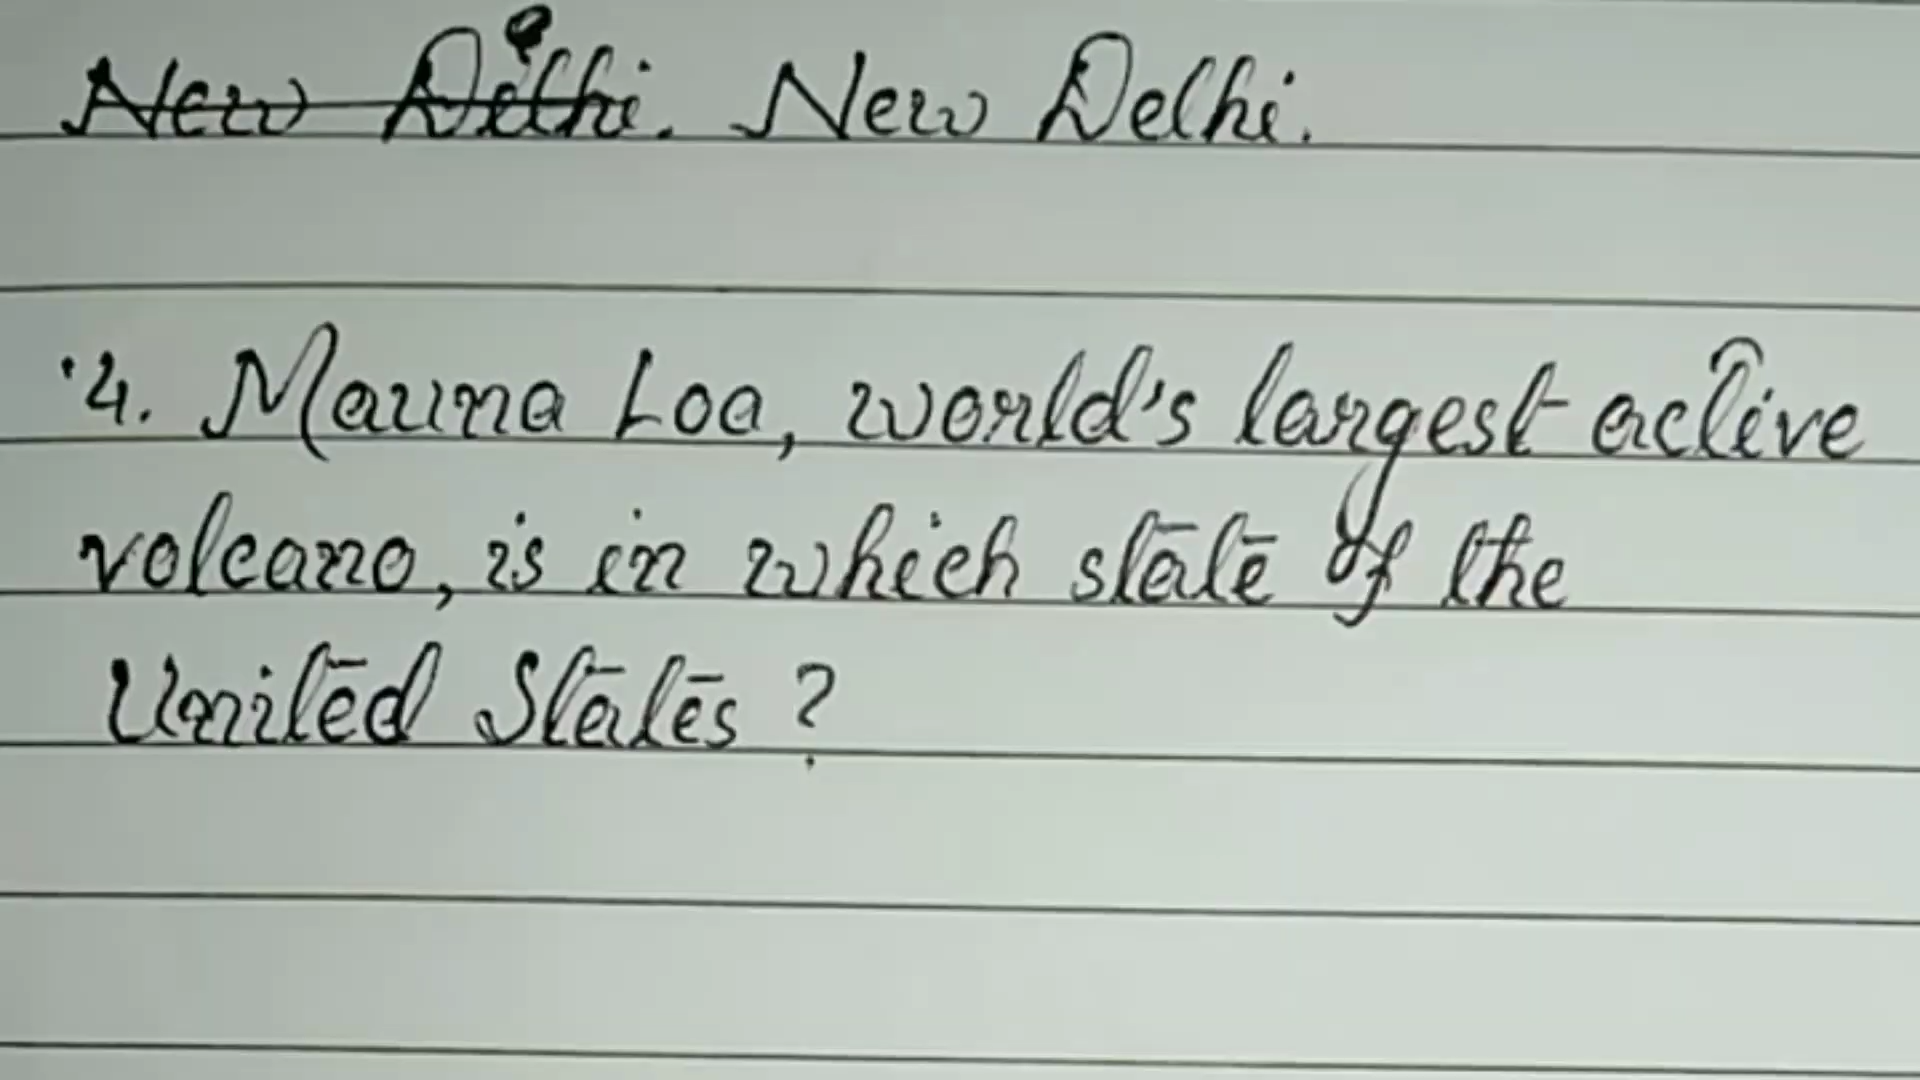 New Delhi. New Delhi.
4. Mauna Loa, world's largest active
volcano, is in which state of the
United States ?